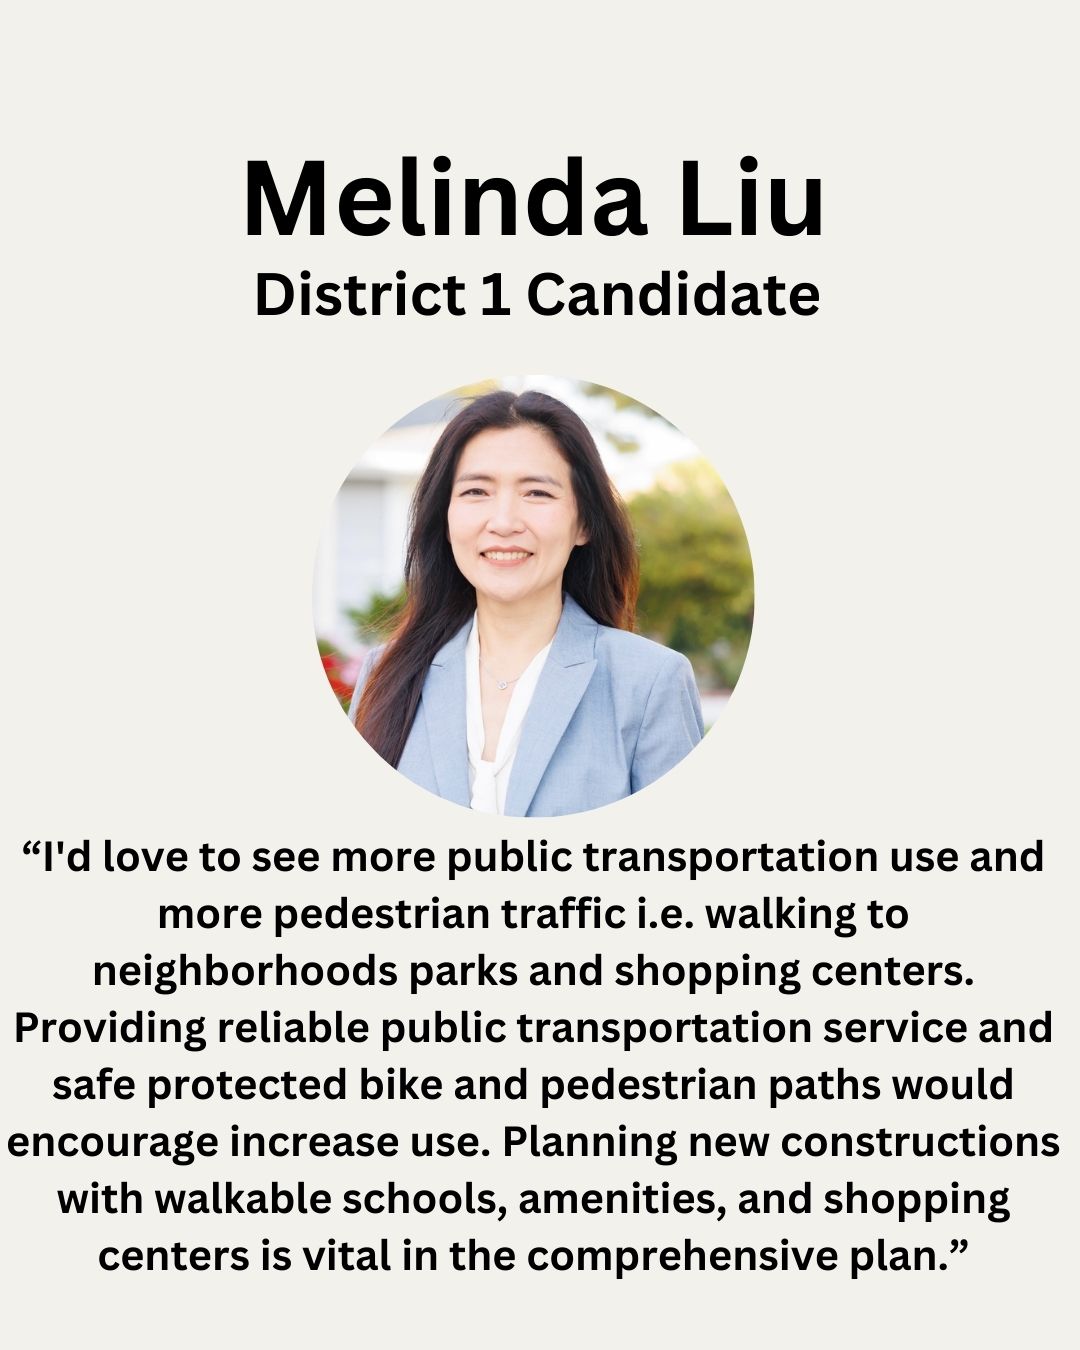 Melinda Liu
District 1 Candidate
“I'd love to see more public transportation use and
more pedestrian traffic i.e. walking to
neighborhoods parks and shopping centers.
Providing reliable public transportation service and
safe protected bike and pedestrian paths would
encourage increase use. Planning new constructions
with walkable schools, amenities, and shopping
centers is vital in the comprehensive plan.”